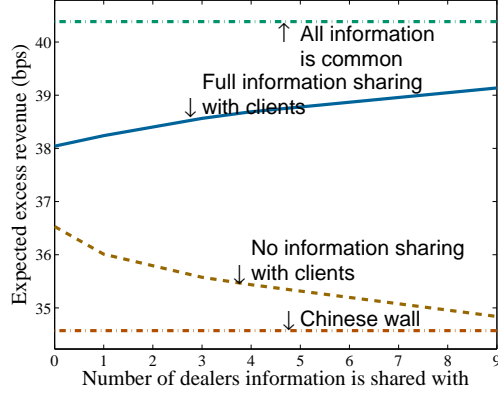 40
39
38
37
36
35
Expected excess revenue (bps)
↑ All information
is common
Full information sharing
↓ with clients
No information sharing
↓ with clients
↓ Chinese wall
0 1 2 3 4 5 6 7 8 9
Number of dealers information is shared with